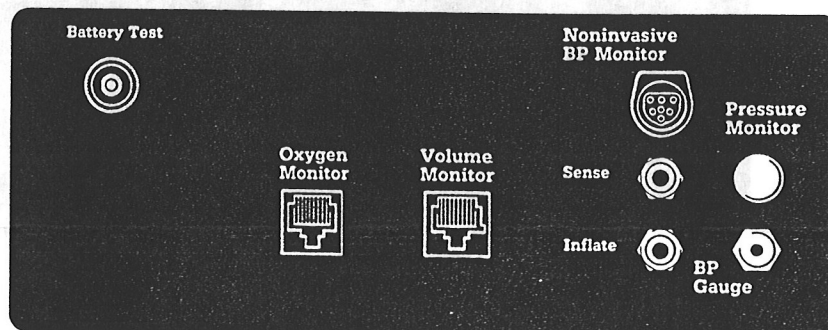 Battery Test
Noninvasive
BP Monitor
Pressure
Monitor
Oxygen
Monitor
Volume
Monitor
Sense
Inflate
BP
Gauge